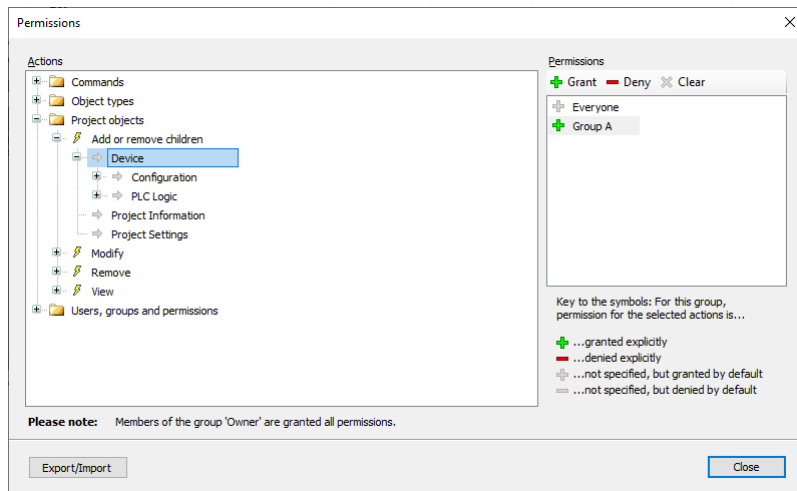 Permissions
Actions
Commands
Object types
Project objects
Add or remove children
Device
Configuration
PLC Logic
Project Information
Project Settings
Modify
Remove
View
Users, groups and permissions
Permissions
Grant Deny Clear
Everyone
Group A
Key to the symbols: For this group,
permission for the selected actions is...
...granted explicitly
...denied explicitly
...not specified, but granted by default
...not specified, but denied by default
Please note: Members of the group 'Owner' are granted all permissions.
Export/Import
Close